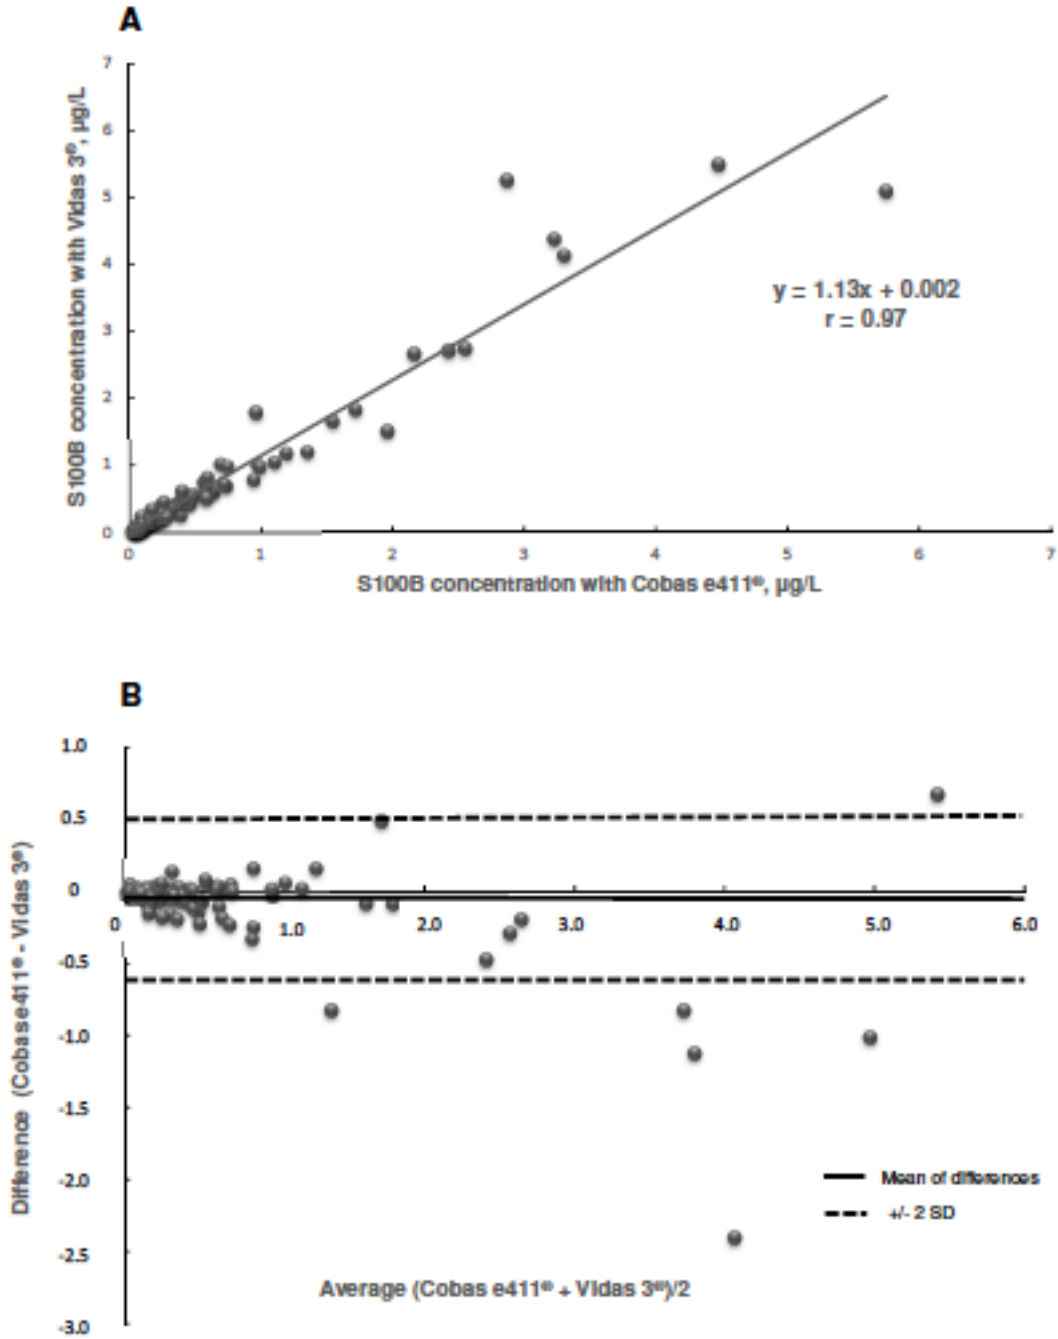 A
7
6
5
4
3
2
1
0
S100B concentration with Vidas 3®, µg/L
y = 1.13x + 0.002
r = 0.97
0 1 2 3 4 5 6 7
S100B concentration with Cobas e411®, µg/L
B
1.0
0.5
0
-0.5
-1.0
-1.5
-2.0
-2.5
-3.0
Difference (Cobase411® - Vidas 3®)
0.0 1.0 2.0 3.0 4.0 5.0 6.0
Mean of differences
+/- 2 SD
Average (Cobas e411® + Vidas 3®)/2